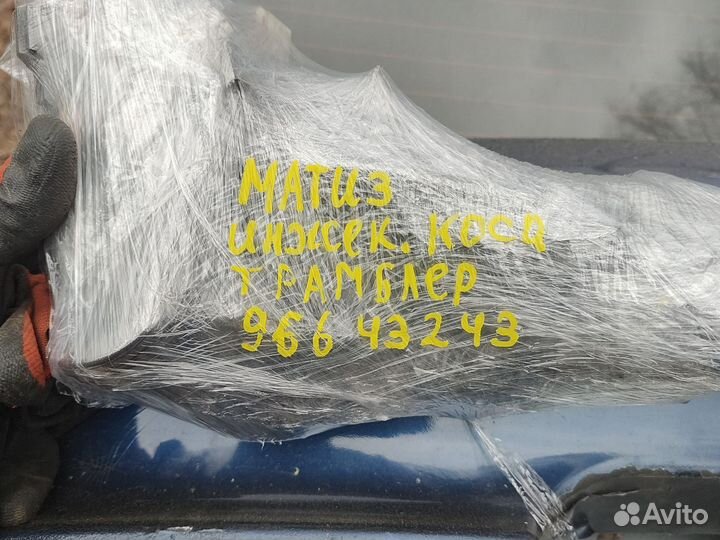 МАТИЗ
ИНЖЕК. КОСА
ТРАМБЛЕР
96643243
Avito